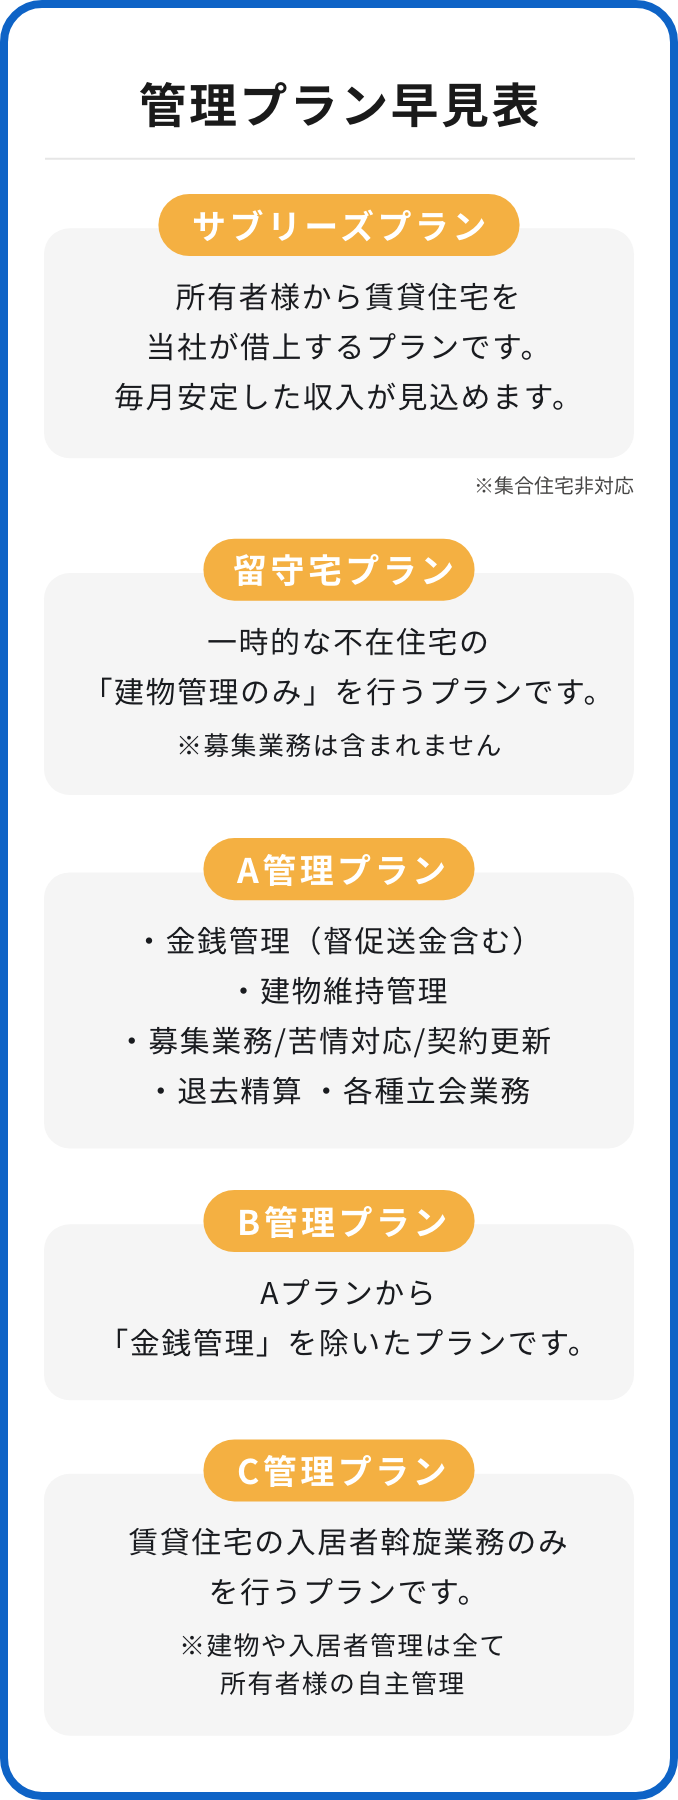 管理プラン早見表
サブリーズプラン
所有者様から賃貸住宅を
当社が借上するプランです。
毎月安定した収入が見込めます。
※集合住宅非対応
留守宅プラン
一時的な不在住宅の
「建物管理のみ」を行うプランです。
※募集業務は含まれません
A管理プラン
・金銭管理（督促送金含む）
・建物維持管理
・募集業務/苦情対応/契約更新
・退去精算 ・各種立会業務
B管理プラン
Aプランから
「金銭管理」を除いたプランです。
C管理プラン
賃貸住宅の入居者斡旋業務のみ
を行うプランです。
※建物や入居者管理は全て
所有者様の自主管理